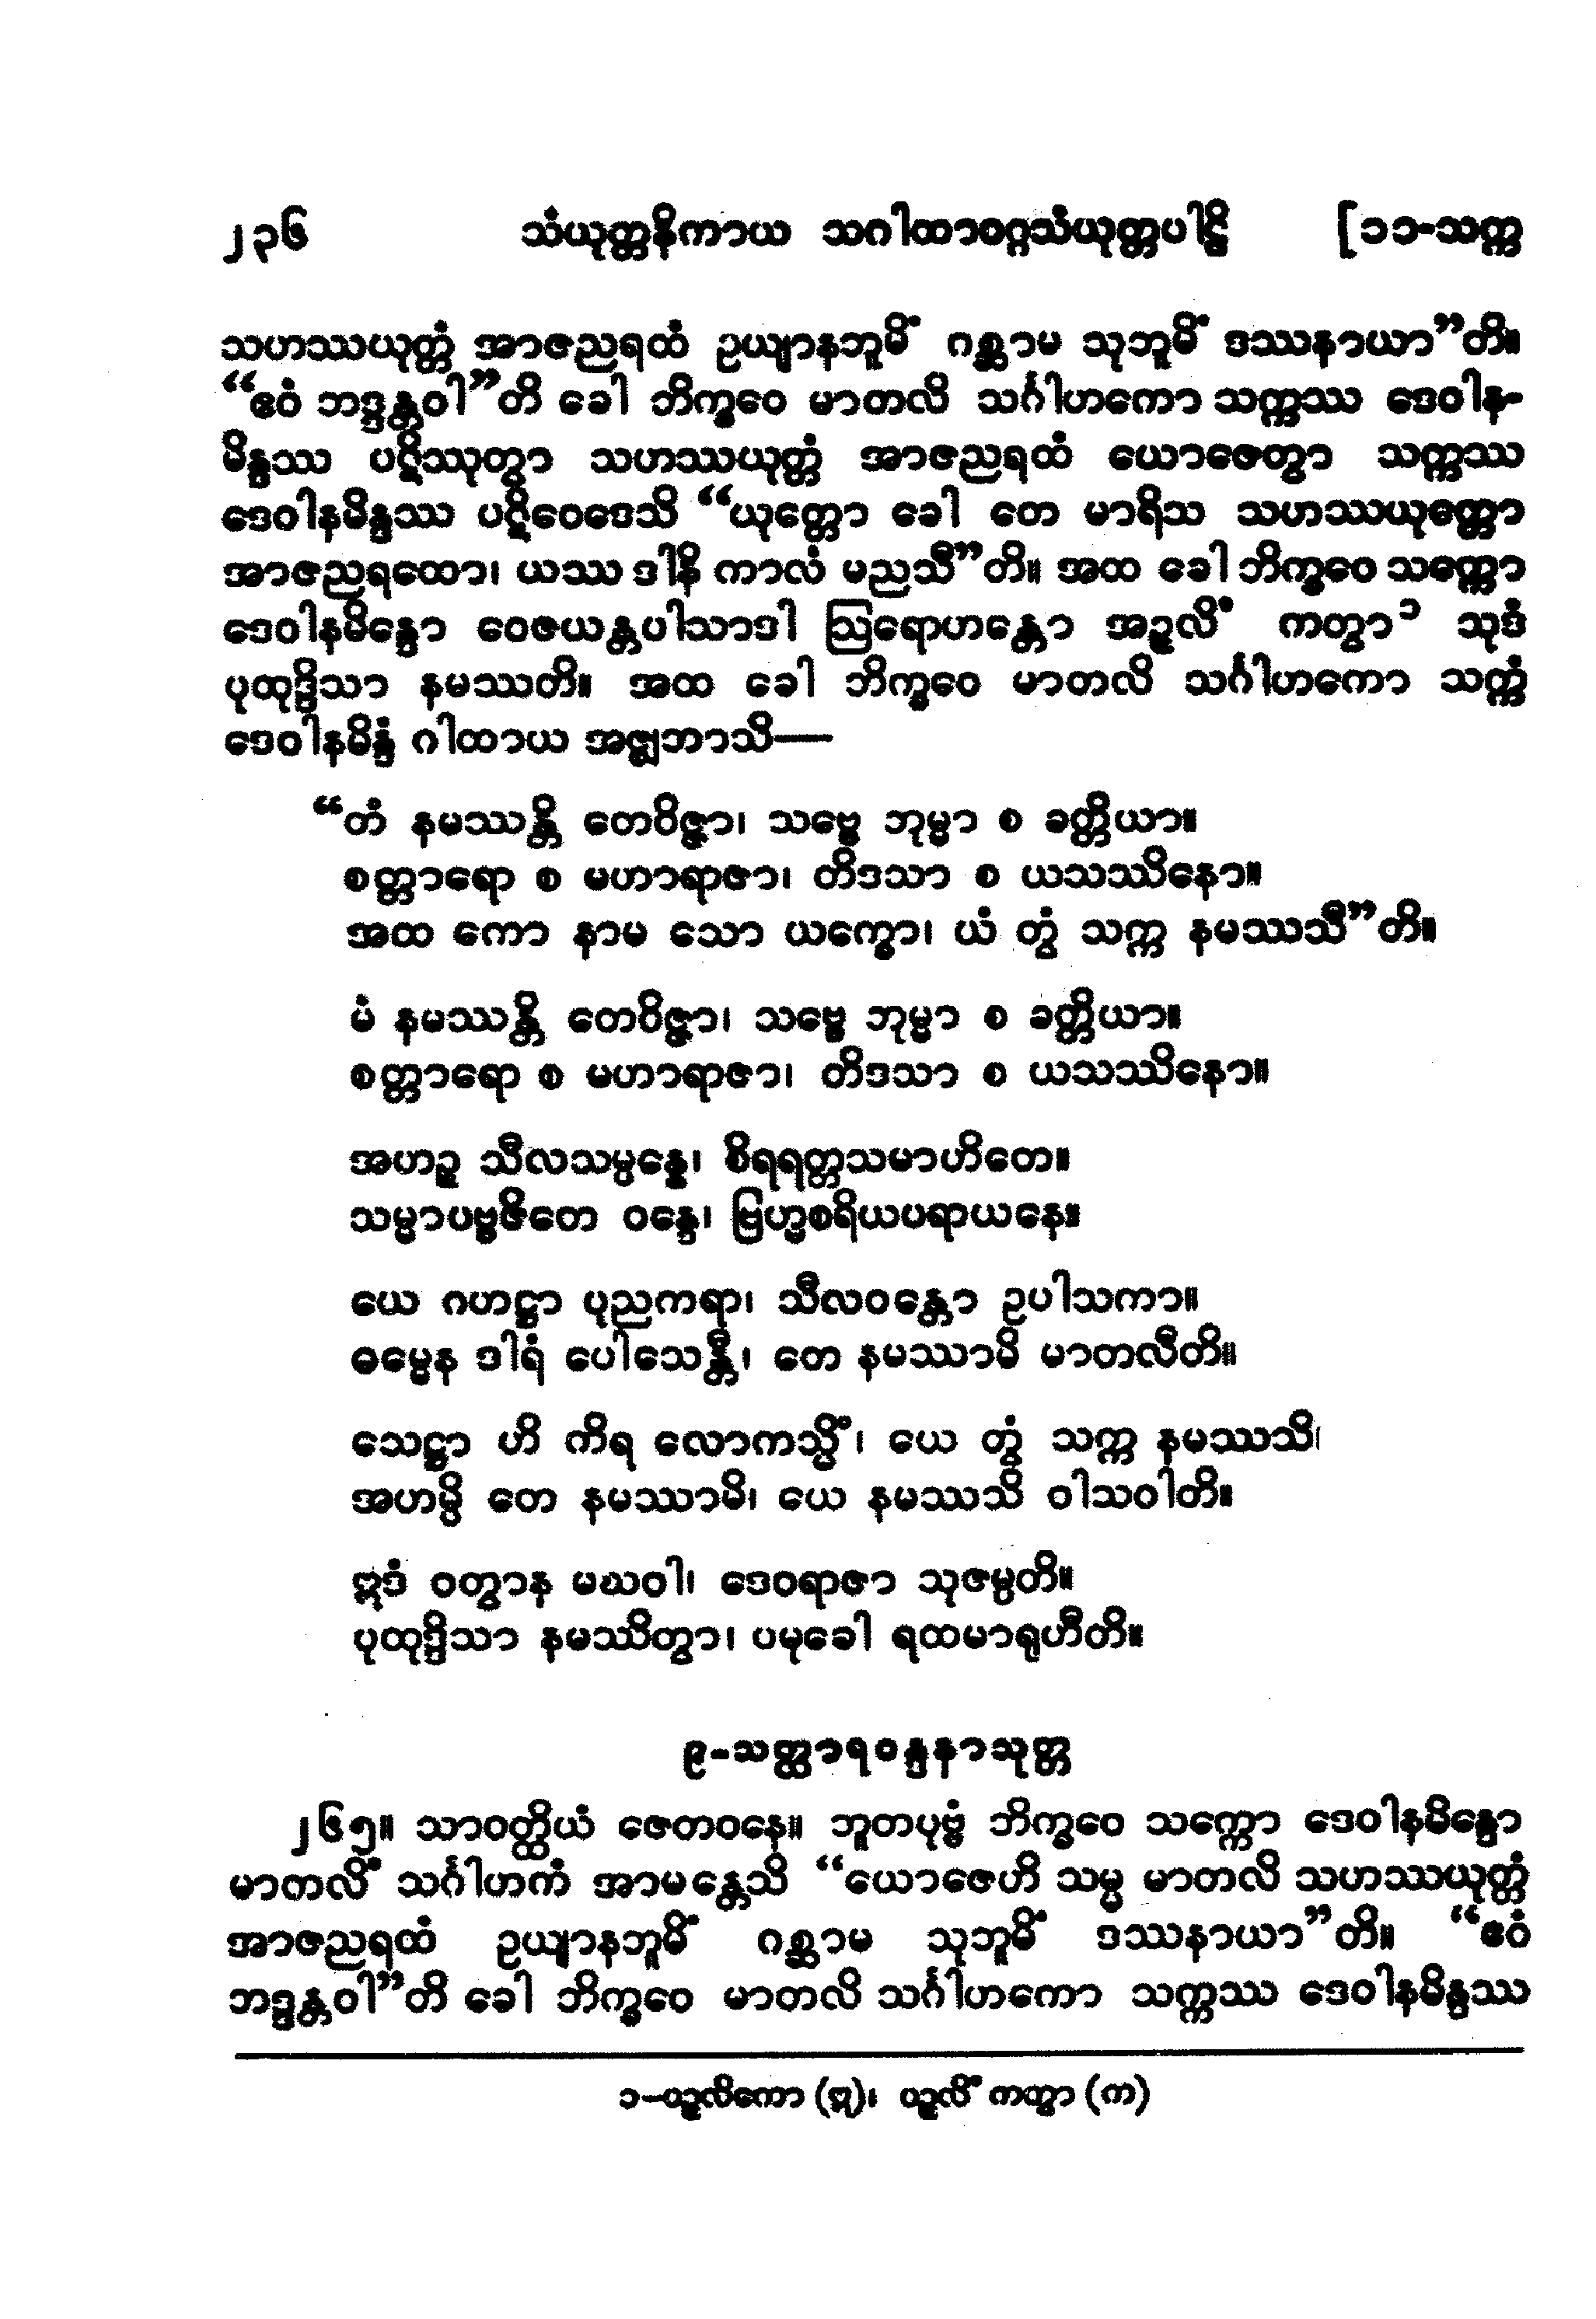 ၂၃၆ သံယုတ္တနိကာယ သဂါထာဝဂ္ဂသံယုတ္တပါဠိ [၁၁-သက္က
သဟဿယုတ္တံ အာဇညရထံ ဥယျာနဘူမိံ ဂစ္ဆာမ သုဘူမိံ ဒဿနာယာ”တိ။
“ဧဝံ ဘဒ္ဒန္တဝါ”တိ ခေါ ဘိက္ခဝေ မာတလိ သင်္ဂါဟကော သက္ကဿ ဒေဝါန-
မိန္ဒဿ ပဋိဿုတွာ သဟဿယုတ္တံ အာဇညရထံ ယောဇေတွာ သက္ကဿ
ဒေဝါနမိန္ဒဿ ပဋိဝေဒေသိ “ယုတ္တော ခေါ တေ မာရိသ သဟဿယုတ္တော
အာဇညရထော၊ ယဿ ဒါနိ ကာလံ မညသီ”တိ။ အထ ခေါ ဘိက္ခဝေ သက္ကော
ဒေဝါနမိန္ဒော ဝေဇယန္တပါသာဒါ ဩရောဟန္တော အဉ္ဇလိံ ကတွာ^၁ သုဒံ
ပုထုဒ္ဒိသာ နမဿတိ။ အထ ခေါ ဘိက္ခဝေ မာတလိ သင်္ဂါဟကော သက္ကံ
ဒေဝါနမိန္ဒံ ဂါထာယ အဇ္ဈဘာသိ—
“တံ နမဿန္တိ တေဝိဇ္ဇာ၊ သဗ္ဗေ ဘုမ္မာ စ ခတ္တိယာ။
စတ္တာရော စ မဟာရာဇာ၊ တိဒသာ စ ယသဿိနော။
အထ ကော နာမ သော ယက္ခော၊ ယံ တွံ သက္က နမဿသီ”တိ။
မံ နမဿန္တိ တေဝိဇ္ဇာ၊ သဗ္ဗေ ဘုမ္မာ စ ခတ္တိယာ။
စတ္တာရော စ မဟာရာဇာ၊ တိဒသာ စ ယသဿိနော။
အဟဉ္စ သီလသမ္ပန္နေ၊ စိရရတ္တသမာဟိတေ။
သမ္မာပဗ္ဗဇိတေ ဝန္ဒေ၊ ဗြဟ္မစရိယပရာယနေ။
ယေ ဂဟဋ္ဌာ ပုညကရာ၊ သီလဝန္တော ဥပါသကာ။
ဓမ္မေန ဒါရံ ပေါသေန္တိ၊ တေ နမဿာမိ မာတလီတိ။
သေဋ္ဌာ ဟိ ကိရ လောကသ္မိံ၊ ယေ တွံ သက္က နမဿသိ၊
အဟမ္ပိ တေ နမဿာမိ၊ ယေ နမဿသိ ဝါသဝါတိ။
ဣဒံ ဝတွာန မဃဝါ၊ ဒေဝရာဇာ သုဇမ္ပတိ။
ပုထုဒ္ဒိသာ နမဿိတွာ၊ ပမုခေါ ရထမာရုဟီတိ။
၉-သတ္ထာရဝန္ဒနာသုတ္တ
၂၆၅။ သာဝတ္ထိယံ ဇေတဝနေ။ ဘူတပုဗ္ဗံ ဘိက္ခဝေ သက္ကော ဒေဝါနမိန္ဒော
မာတလိံ သင်္ဂါဟကံ အာမန္တေသိ “ယောဇေဟိ သမ္မ မာတလိ သဟဿယုတ္တံ
အာဇညရထံ ဥယျာနဘူမိံ ဂစ္ဆာမ သုဘူမိံ ဒဿနာယာ”တိ။ “ဧဝံ
ဘဒ္ဒန္တဝါ”တိ ခေါ ဘိက္ခဝေ မာတလိ သင်္ဂါဟကော သက္ကဿ ဒေဝါနမိန္ဒဿ
၁-ပဉ္ဇလိကော (ဣ)၊ ပဉ္ဇလိံ ကတွာ (က)